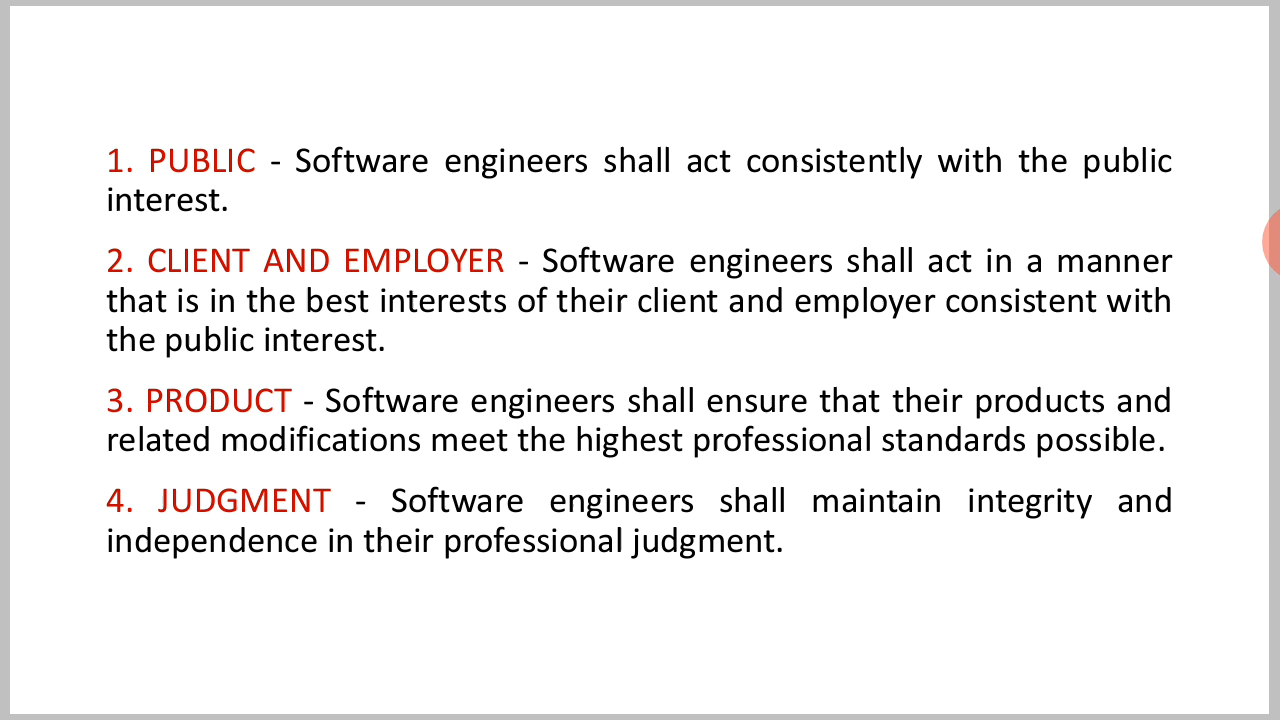 1. PUBLIC - Software engineers shall act consistently with the public
interest.
2. CLIENT AND EMPLOYER - Software engineers shall act in a manner
that is in the best interests of their client and employer consistent with
the public interest.
3. PRODUCT - Software engineers shall ensure that their products and
related modifications meet the highest professional standards possible.
4. JUDGMENT - Software engineers shall maintain integrity and
independence in their professional judgment.